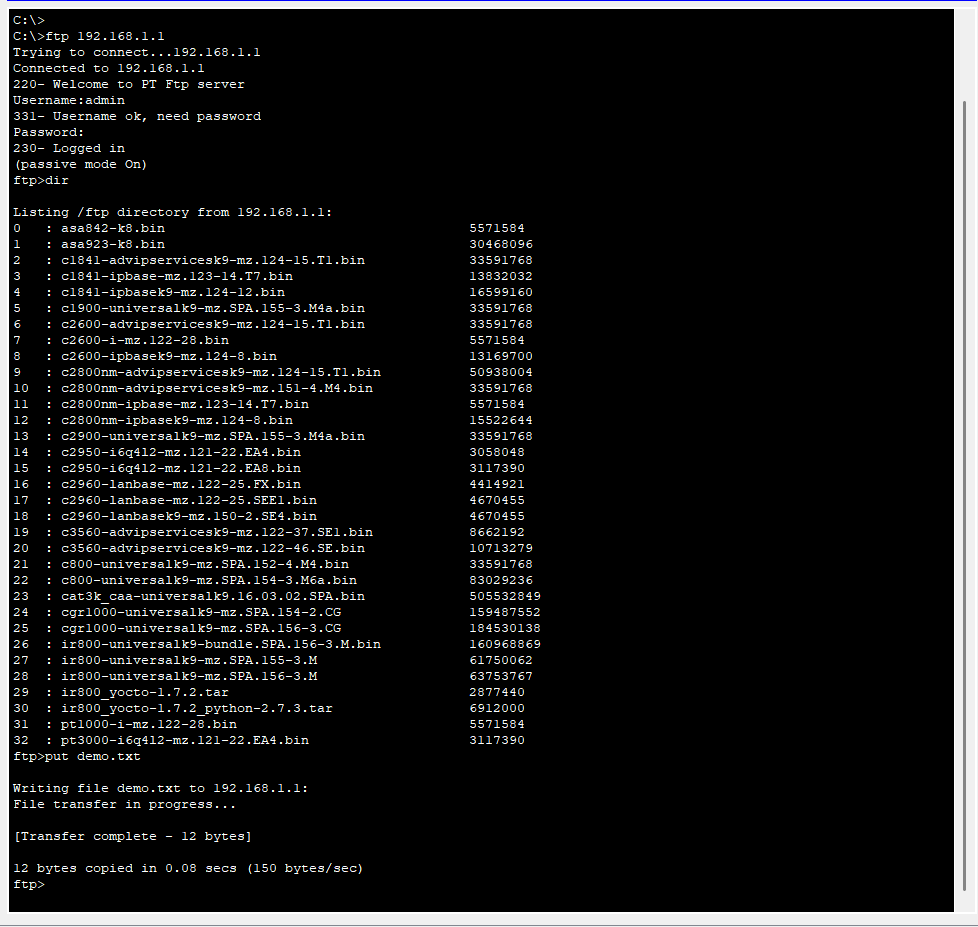 C:\>
C:\>ftp 192.168.1.1
Trying to connect...192.168.1.1
Connected to 192.168.1.1
220- Welcome to PT Ftp server
Username:admin
331- Username ok, need password
Password:
230- Logged in
(passive mode On)
ftp>dir
Listing /ftp directory from 192.168.1.1:
0 : asa842-k8.bin 5571584
1 : asa923-k8.bin 30468096
2 : c1841-advipservicesk9-mz.124-15.T1.bin 33591768
3 : c1841-ipbase-mz.123-14.T7.bin 13832032
4 : c1841-ipbasek9-mz.124-12.bin 16599160
5 : c1900-universalk9-mz.SPA.155-3.M4a.bin 33591768
6 : c2600-advipservicesk9-mz.124-15.T1.bin 33591768
7 : c2600-i-mz.122-28.bin 5571584
8 : c2600-ipbasek9-mz.124-8.bin 13169700
9 : c2800nm-advipservicesk9-mz.124-15.T1.bin 50938004
10 : c2800nm-advipservicesk9-mz.151-4.M4.bin 33591768
11 : c2800nm-ipbase-mz.123-14.T7.bin 5571584
12 : c2800nm-ipbasek9-mz.124-8.bin 15522644
13 : c2900-universalk9-mz.SPA.155-3.M4a.bin 33591768
14 : c2950-i6q4l2-mz.121-22.EA4.bin 3058048
15 : c2950-i6q4l2-mz.121-22.EA8.bin 3117390
16 : c2960-lanbase-mz.122-25.FX.bin 4414921
17 : c2960-lanbase-mz.122-25.SEE1.bin 4670455
18 : c2960-lanbasek9-mz.150-2.SE4.bin 4670455
19 : c3560-advipservicesk9-mz.122-37.SE1.bin 8662192
20 : c3560-advipservicesk9-mz.122-46.SE.bin 10713279
21 : c800-universalk9-mz.SPA.152-4.M4.bin 33591768
22 : c800-universalk9-mz.SPA.154-3.M6a.bin 83029236
23 : cat3k_caa-universalk9.16.03.02.SPA.bin 505532849
24 : cgr1000-universalk9-mz.SPA.154-2.CG 159487552
25 : cgr1000-universalk9-mz.SPA.156-3.CG 184530138
26 : ir800-universalk9-bundle.SPA.156-3.M.bin 160968869
27 : ir800-universalk9-mz.SPA.155-3.M 61750062
28 : ir800-universalk9-mz.SPA.156-3.M 63753767
29 : ir800_yocto-1.7.2.tar 2877440
30 : ir800_yocto-1.7.2_python-2.7.3.tar 6912000
31 : pt1000-i-mz.122-28.bin 5571584
32 : pt3000-i6q4l2-mz.121-22.EA4.bin 3117390
ftp>put demo.txt
Writing file demo.txt to 192.168.1.1:
File transfer in progress...
[Transfer complete - 12 bytes]
12 bytes copied in 0.08 secs (150 bytes/sec)
ftp>